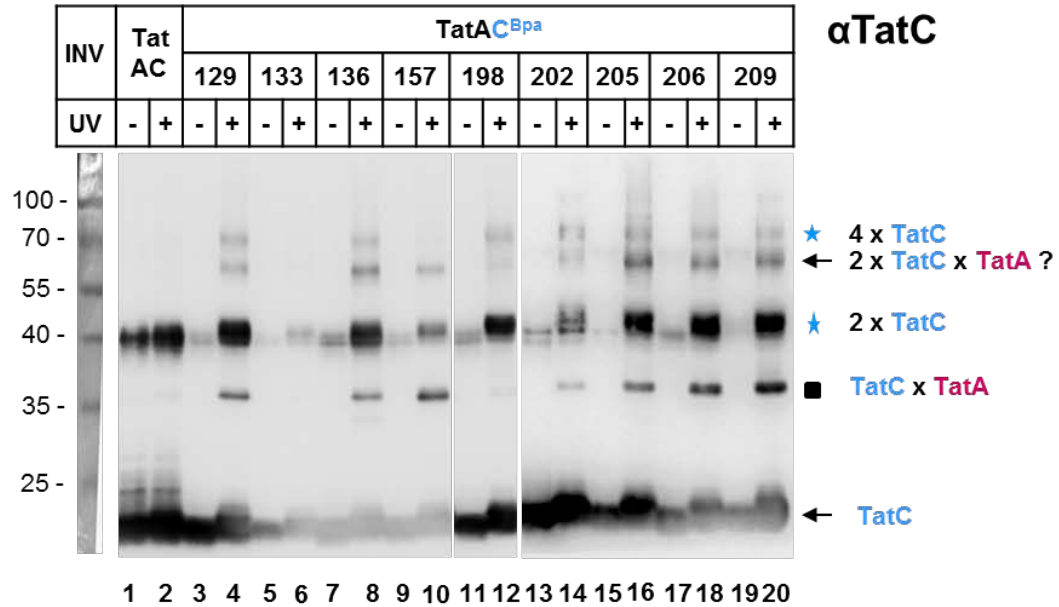 INV Tat AC TatAC^Bpa αTatC
129 133 136 157 198 202 205 206 209
UV - + - + - + - + - + - + - + - + - + - +
100 -
70 - ★ 4 x TatC
← 2 x TatC x TatA ?
55 -
40 - 2 x TatC
35 - ■ TatC x TatA
25 -
← TatC
1 2 3 4 5 6 7 8 9 10 11 12 13 14 15 16 17 18 19 20